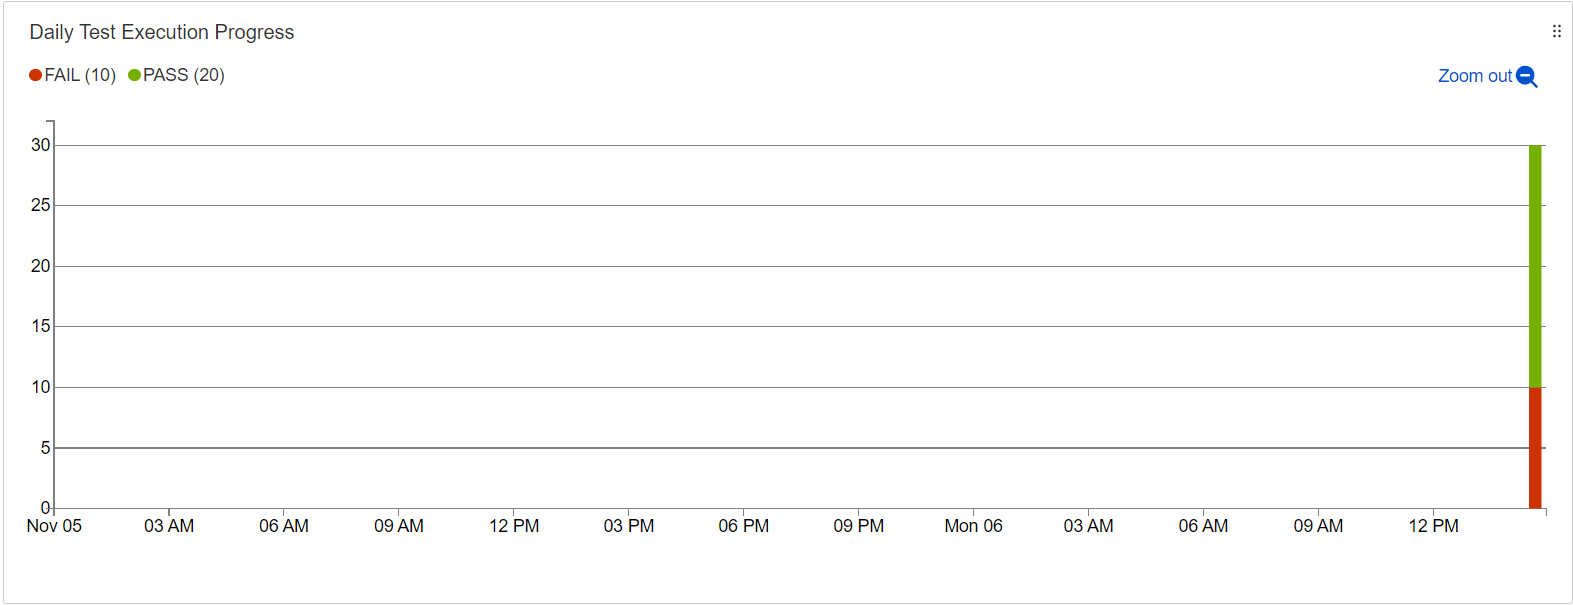 Daily Test Execution Progress
FAIL (10) PASS (20)
Zoom out
30
25
20
15
10
5
0
Nov 05 03 AM 06 AM 09 AM 12 PM 03 PM 06 PM 09 PM Mon 06 03 AM 06 AM 09 AM 12 PM